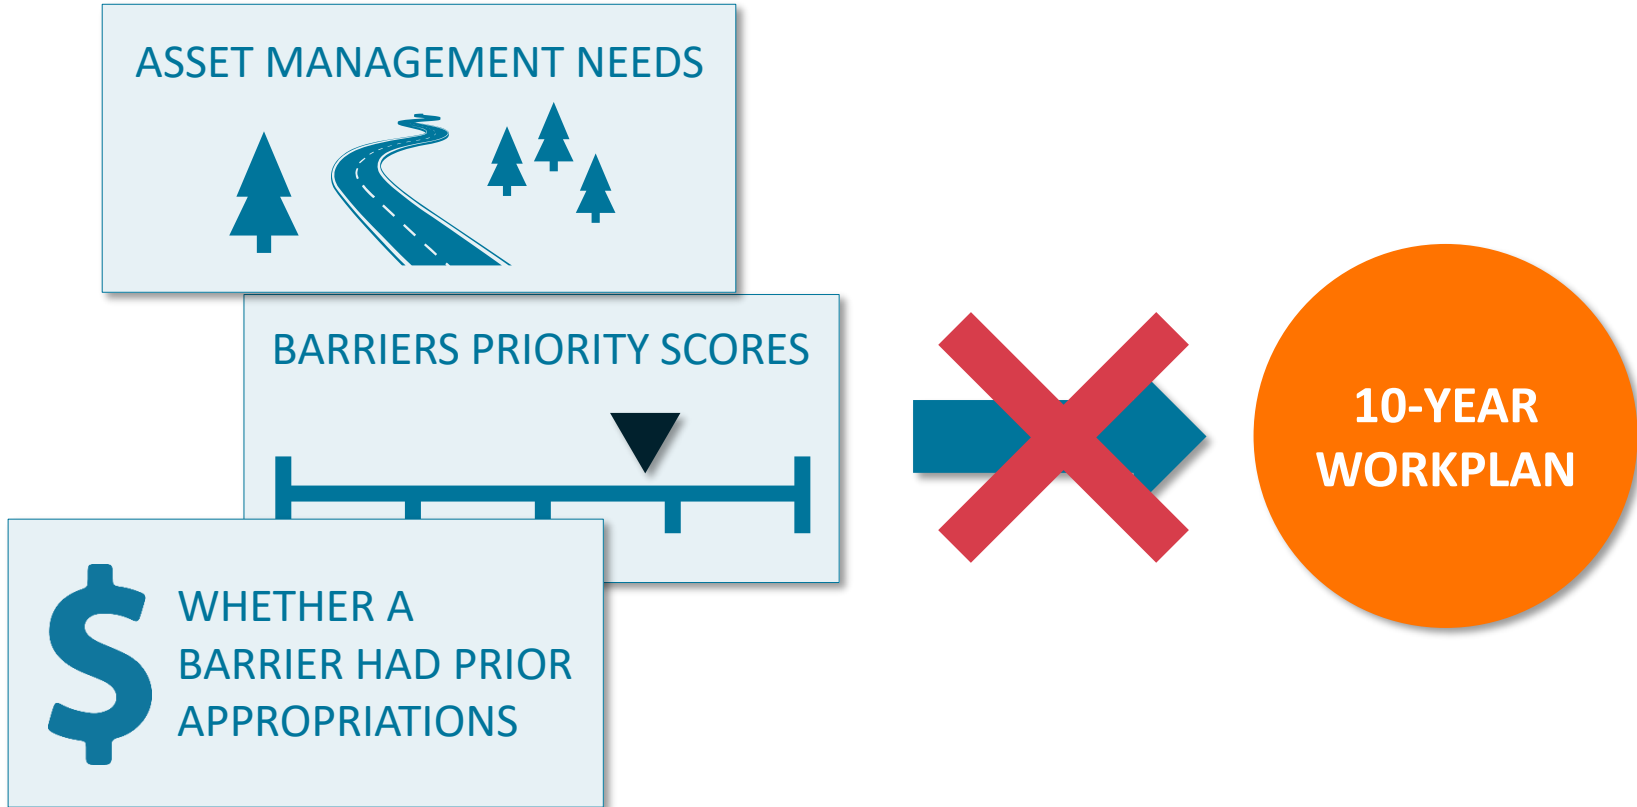 ASSET MANAGEMENT NEEDS
BARRIERS PRIORITY SCORES
$
WHETHER A
BARRIER HAD PRIOR
APPROPRIATIONS
10-YEAR
WORKPLAN